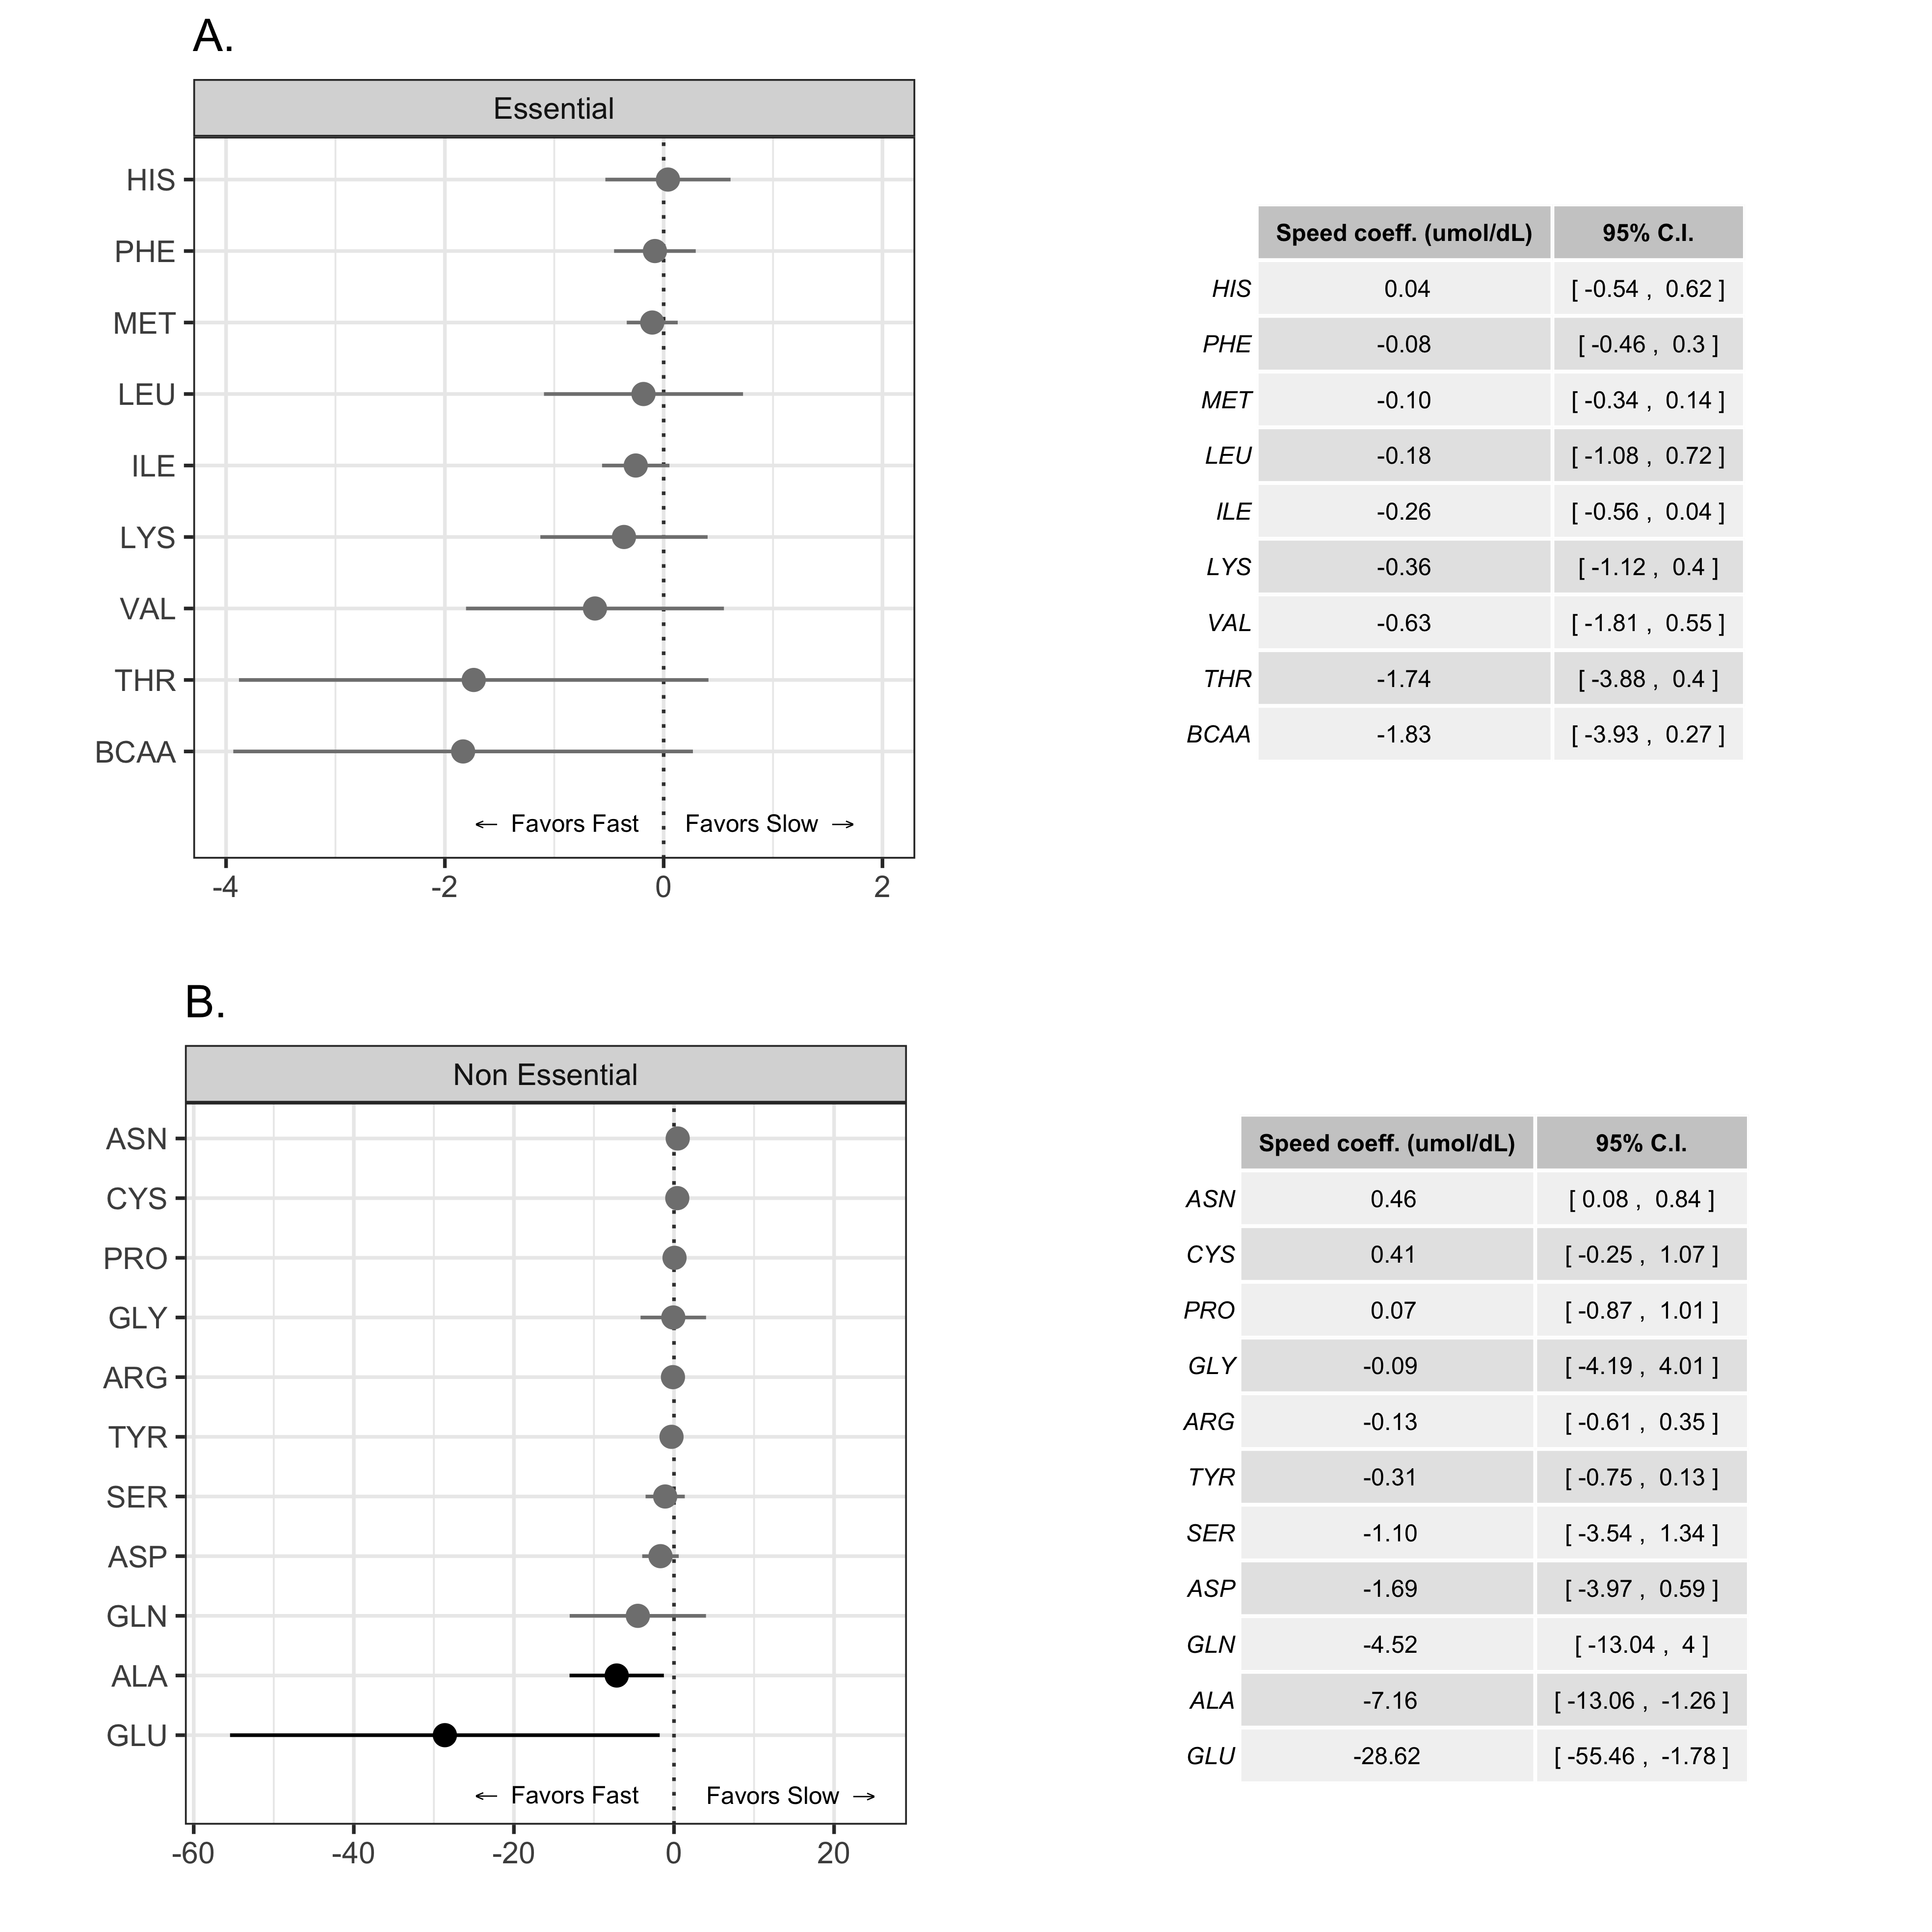 A.
Essential
HIS
PHE
MET
LEU
ILE
LYS
VAL
THR
BCAA
← Favors Fast Favors Slow →
-4 -2 0 2
Speed coeff. (umol/dL) 95% C.I.
HIS 0.04 [ -0.54 , 0.62 ]
PHE -0.08 [ -0.46 , 0.3 ]
MET -0.10 [ -0.34 , 0.14 ]
LEU -0.18 [ -1.08 , 0.72 ]
ILE -0.26 [ -0.56 , 0.04 ]
LYS -0.36 [ -1.12 , 0.4 ]
VAL -0.63 [ -1.81 , 0.55 ]
THR -1.74 [ -3.88 , 0.4 ]
BCAA -1.83 [ -3.93 , 0.27 ]
B.
Non Essential
ASN
CYS
PRO
GLY
ARG
TYR
SER
ASP
GLN
ALA
GLU
← Favors Fast Favors Slow →
-60 -40 -20 0 20
Speed coeff. (umol/dL) 95% C.I.
ASN 0.46 [ 0.08 , 0.84 ]
CYS 0.41 [ -0.25 , 1.07 ]
PRO 0.07 [ -0.87 , 1.01 ]
GLY -0.09 [ -4.19 , 4.01 ]
ARG -0.13 [ -0.61 , 0.35 ]
TYR -0.31 [ -0.75 , 0.13 ]
SER -1.10 [ -3.54 , 1.34 ]
ASP -1.69 [ -3.97 , 0.59 ]
GLN -4.52 [ -13.04 , 4 ]
ALA -7.16 [ -13.06 , -1.26 ]
GLU -28.62 [ -55.46 , -1.78 ]